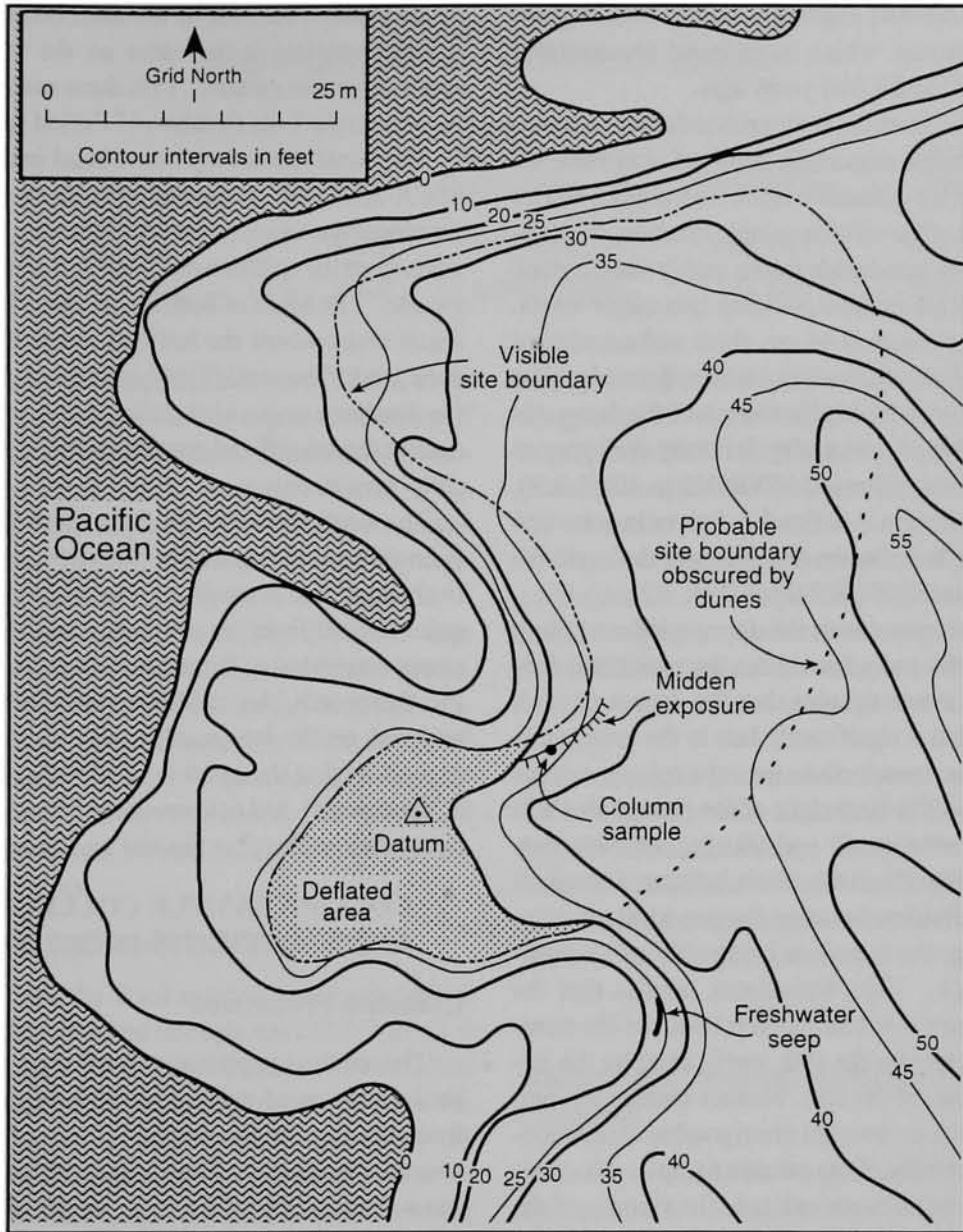 Grid North
0 25 m
Contour intervals in feet
0
10
20
25
30
35
Visible
site boundary
40
45
50
55
Pacific
Ocean
Probable
site boundary
obscured by
dunes
Midden
exposure
Column
sample
Datum
Deflated
area
Freshwater
seep
50
45
40
0
10
20
25
30
35
40